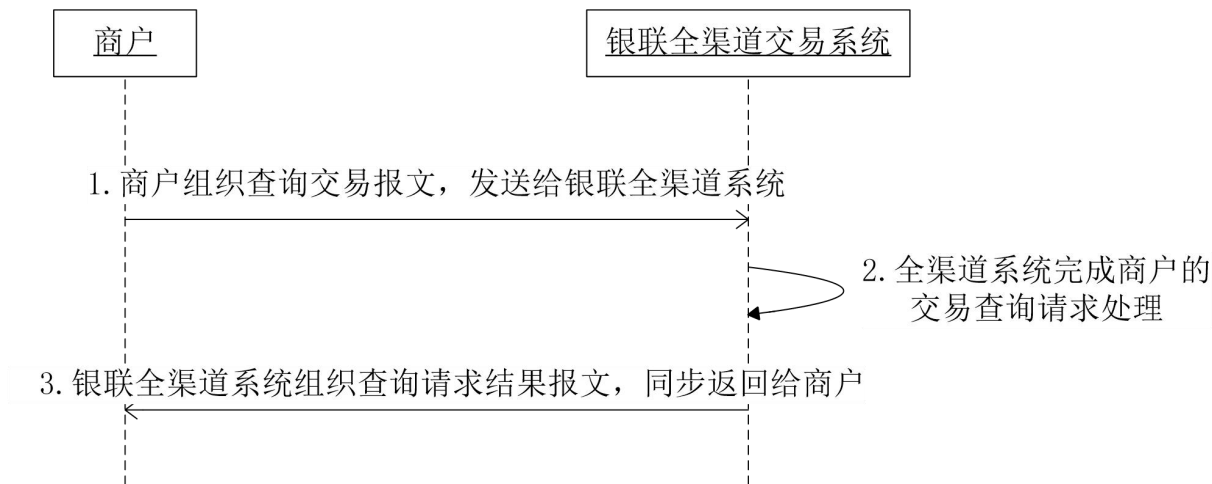 商户
银联全渠道交易系统
1.商户组织查询交易报文，发送给银联全渠道系统
2.全渠道系统完成商户的
交易查询请求处理
3.银联全渠道系统组织查询请求结果报文，同步返回给商户